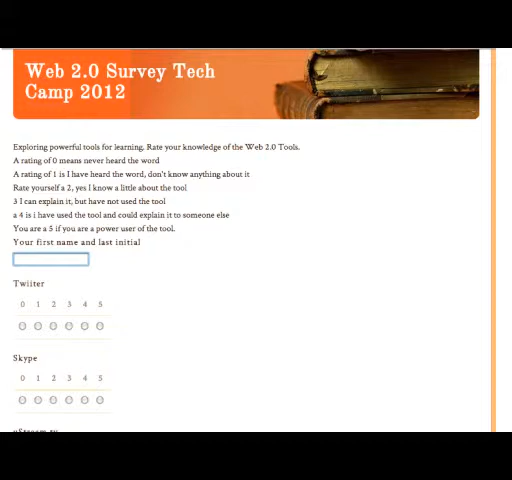 Web 2.0 Survey Tech
Camp 2012
Exploring powerful tools for learning. Rate your knowledge of the Web 2.0 Tools.
A rating of 0 means never heard the word
A rating of 1 is I have heard the word, don't know anything about it
Rate yourself a 2, yes I know a little about the tool
3 I can explain it, but have not used the tool
a 4 is i have used the tool and could explain it to someone else
You are a 5 if you are a power user of the tool.
Your first name and last initial
Twiiter
0 1 2 3 4 5
Skype
0 1 2 3 4 5